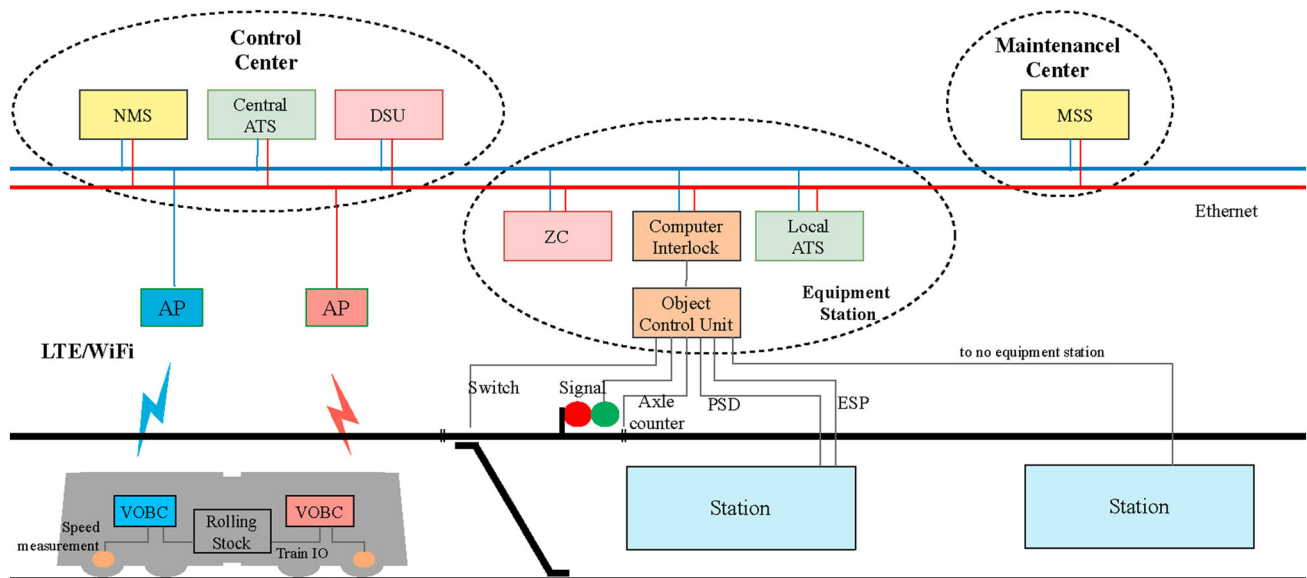 Control
Center
Maintenancel
Center
NMS
Central
ATS
DSU
MSS
Ethernet
ZC
Computer
Interlock
Local
ATS
Equipment
Station
Object
Control Unit
AP
AP
LTE/WiFi
to no equipment station
Switch
Signal
Axle
counter
PSD
ESP
VOBC
VOBC
Rolling
Stock
Speed
measurement
Train IO
Station
Station